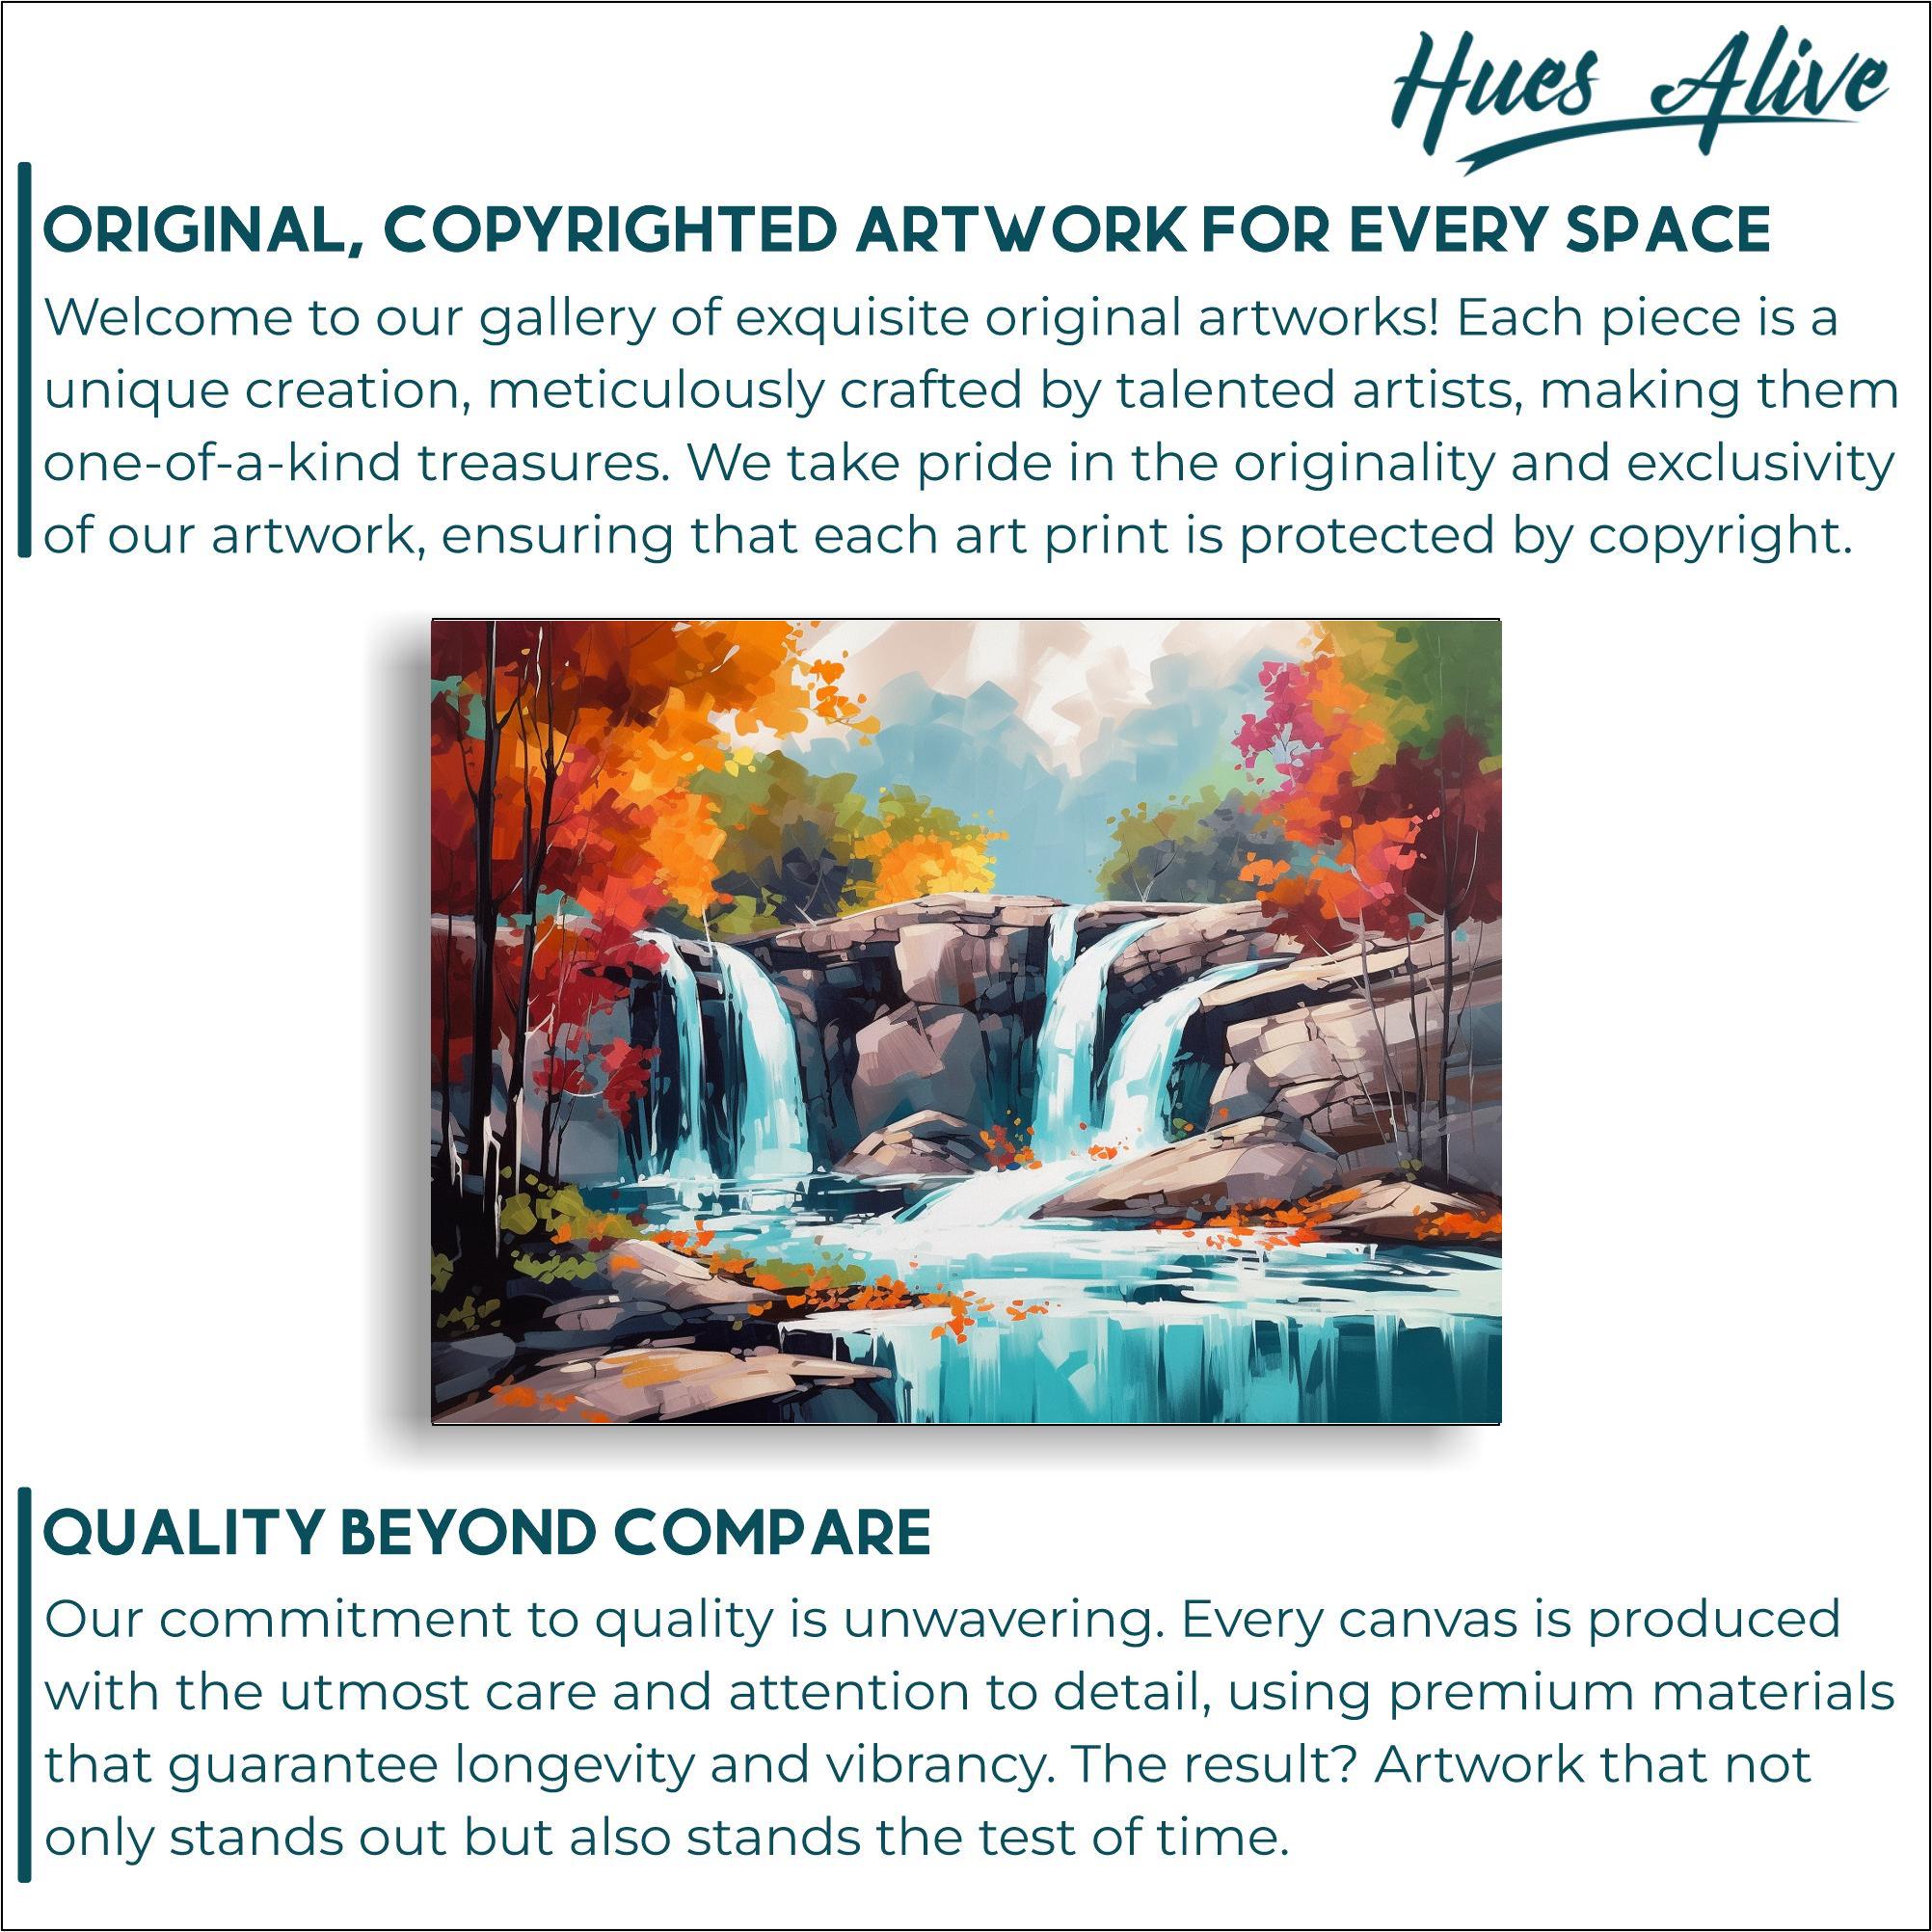 Hues Alive
ORIGINAL, COPYRIGHTED ARTWORK FOR EVERY SPACE
Welcome to our gallery of exquisite original artworks! Each piece is a
unique creation, meticulously crafted by talented artists, making them
one-of-a-kind treasures. We take pride in the originality and exclusivity
of our artwork, ensuring that each art print is protected by copyright.
QUALITY BEYOND COMPARE
Our commitment to quality is unwavering. Every canvas is produced
with the utmost care and attention to detail, using premium materials
that guarantee longevity and vibrancy. The result? Artwork that not
only stands out but also stands the test of time.